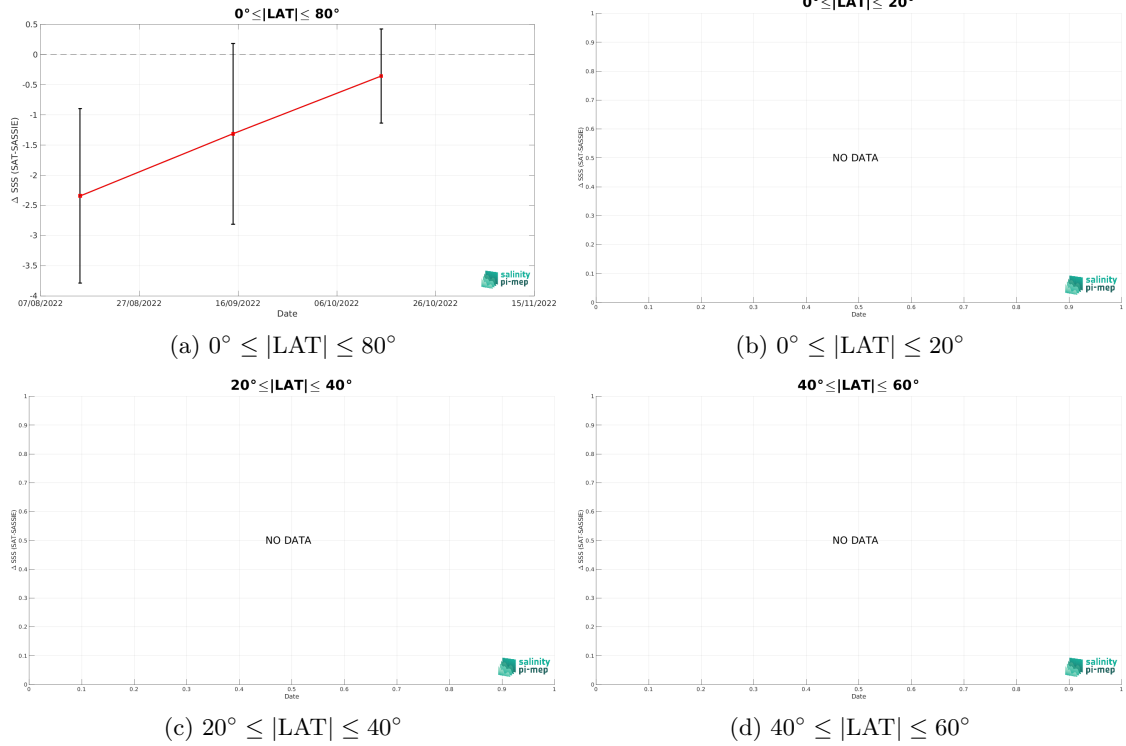 0°≤|LAT|≤ 80°
0.5
0
-0.5
-1
-1.5
-2
-2.5
-3
-3.5
-4
Δ SSS (SAT-SASSIE)
07/08/2022 27/08/2022 16/09/2022 06/10/2022 26/10/2022 15/11/2022
Date
salinity
pi-mep
(a) 0° ≤ |LAT| ≤ 80°
0°≤|LAT|≤ 20°
1
0.9
0.8
0.7
0.6
0.5
0.4
0.3
0.2
0.1
0
Δ SSS (SAT-SASSIE)
NO DATA
0 0.1 0.2 0.3 0.4 0.5 0.6 0.7 0.8 0.9 1
Date
salinity
pi-mep
(b) 0° ≤ |LAT| ≤ 20°
20°≤|LAT|≤ 40°
1
0.9
0.8
0.7
0.6
0.5
0.4
0.3
0.2
0.1
0
Δ SSS (SAT-SASSIE)
NO DATA
0 0.1 0.2 0.3 0.4 0.5 0.6 0.7 0.8 0.9 1
Date
salinity
pi-mep
(c) 20° ≤ |LAT| ≤ 40°
40°≤|LAT|≤ 60°
1
0.9
0.8
0.7
0.6
0.5
0.4
0.3
0.2
0.1
0
Δ SSS (SAT-SASSIE)
NO DATA
0 0.1 0.2 0.3 0.4 0.5 0.6 0.7 0.8 0.9 1
Date
salinity
pi-mep
(d) 40° ≤ |LAT| ≤ 60°